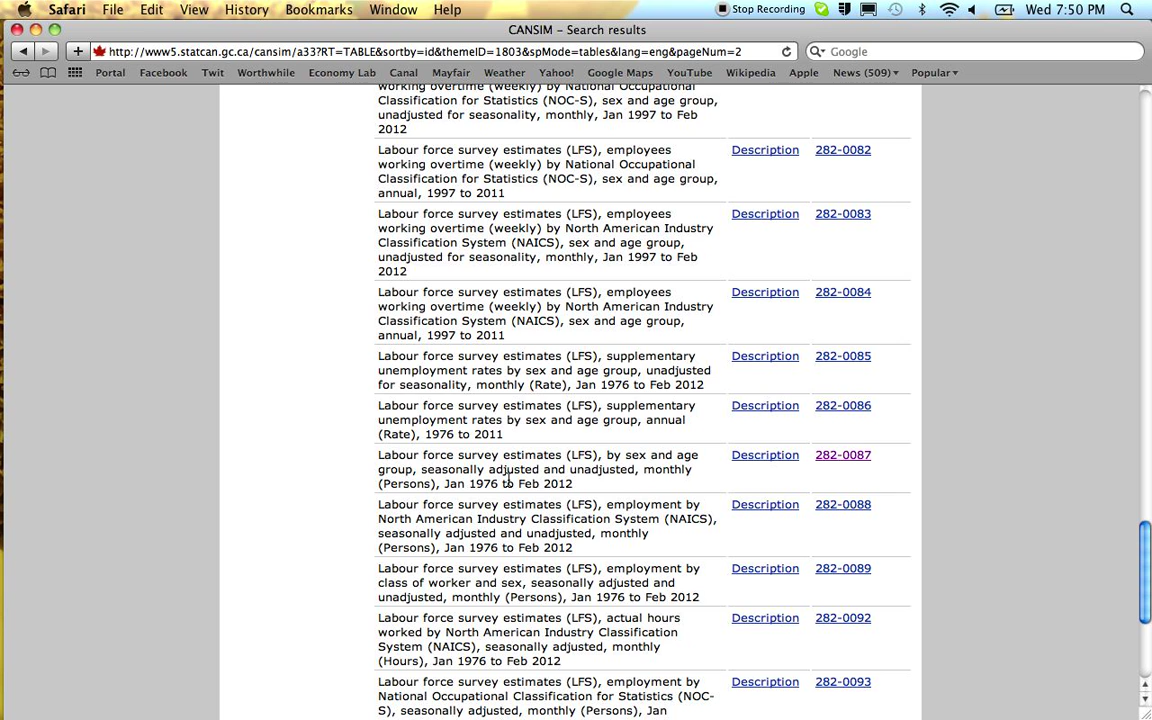 Safari File Edit View History Bookmarks Window Help Stop Recording Wed 7:50 PM
CANSIM – Search results
http://www5.statcan.gc.ca/cansim/a33?RT=TABLE&sortby=id&themeID=1803&spMode=tables&lang=eng&pageNum=2 Google
Portal Facebook Twit Worthwhile Economy Lab Canal Mayfair Weather Yahoo! Google Maps YouTube Wikipedia Apple News (509) Popular
working overtime (weekly) by National Occupational
Classification for Statistics (NOC-S), sex and age group,
unadjusted for seasonality, monthly, Jan 1997 to Feb
2012
Labour force survey estimates (LFS), employees Description 282-0082
working overtime (weekly) by National Occupational
Classification for Statistics (NOC-S), sex and age group,
annual, 1997 to 2011
Labour force survey estimates (LFS), employees Description 282-0083
working overtime (weekly) by North American Industry
Classification System (NAICS), sex and age group,
unadjusted for seasonality, monthly, Jan 1997 to Feb
2012
Labour force survey estimates (LFS), employees Description 282-0084
working overtime (weekly) by North American Industry
Classification System (NAICS), sex and age group,
annual, 1997 to 2011
Labour force survey estimates (LFS), supplementary Description 282-0085
unemployment rates by sex and age group, unadjusted
for seasonality, monthly (Rate), Jan 1976 to Feb 2012
Labour force survey estimates (LFS), supplementary Description 282-0086
unemployment rates by sex and age group, annual
(Rate), 1976 to 2011
Labour force survey estimates (LFS), by sex and age Description 282-0087
group, seasonally adjusted and unadjusted, monthly
(Persons), Jan 1976 to Feb 2012
Labour force survey estimates (LFS), employment by Description 282-0088
North American Industry Classification System (NAICS),
seasonally adjusted and unadjusted, monthly
(Persons), Jan 1976 to Feb 2012
Labour force survey estimates (LFS), employment by Description 282-0089
class of worker and sex, seasonally adjusted and
unadjusted, monthly (Persons), Jan 1976 to Feb 2012
Labour force survey estimates (LFS), actual hours Description 282-0092
worked by North American Industry Classification
System (NAICS), seasonally adjusted, monthly
(Hours), Jan 1976 to Feb 2012
Labour force survey estimates (LFS), employment by Description 282-0093
National Occupational Classification for Statistics (NOC-
S), seasonally adjusted, monthly (Persons), Jan